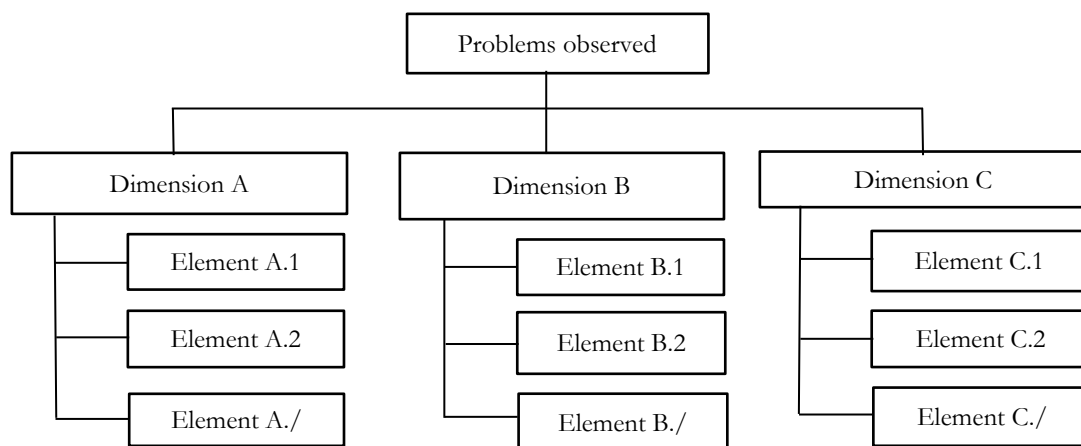 Problems observed
Dimension A
Dimension B
Dimension C
Element A.1
Element B.1
Element C.1
Element A.2
Element B.2
Element C.2
Element A./
Element B./
Element C./